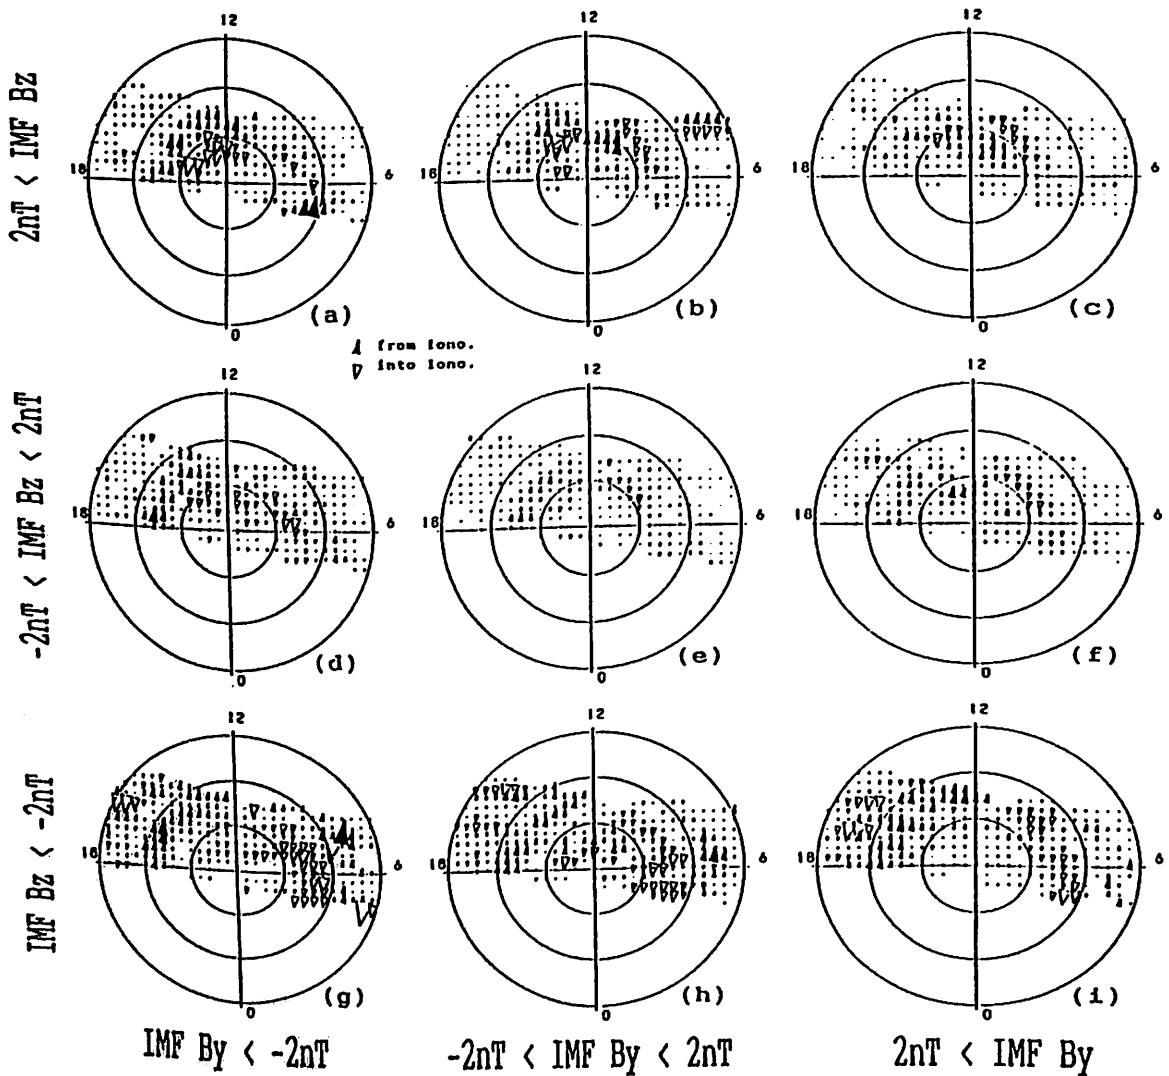 12 12 12
2nT < IMF Bz
18 6 18 6 18 6
(a) (b) (c)
0 0 0
from Iono.
into Iono.
12 12 12
-2nT < IMF Bz < 2nT
18 6 18 6 18 6
(d) (e) (f)
0 0 0
12 12 12
IMF Bz < -2nT
18 6 18 6 18 6
(g) (h) (i)
0 0 0
IMF By < -2nT -2nT < IMF By < 2nT 2nT < IMF By